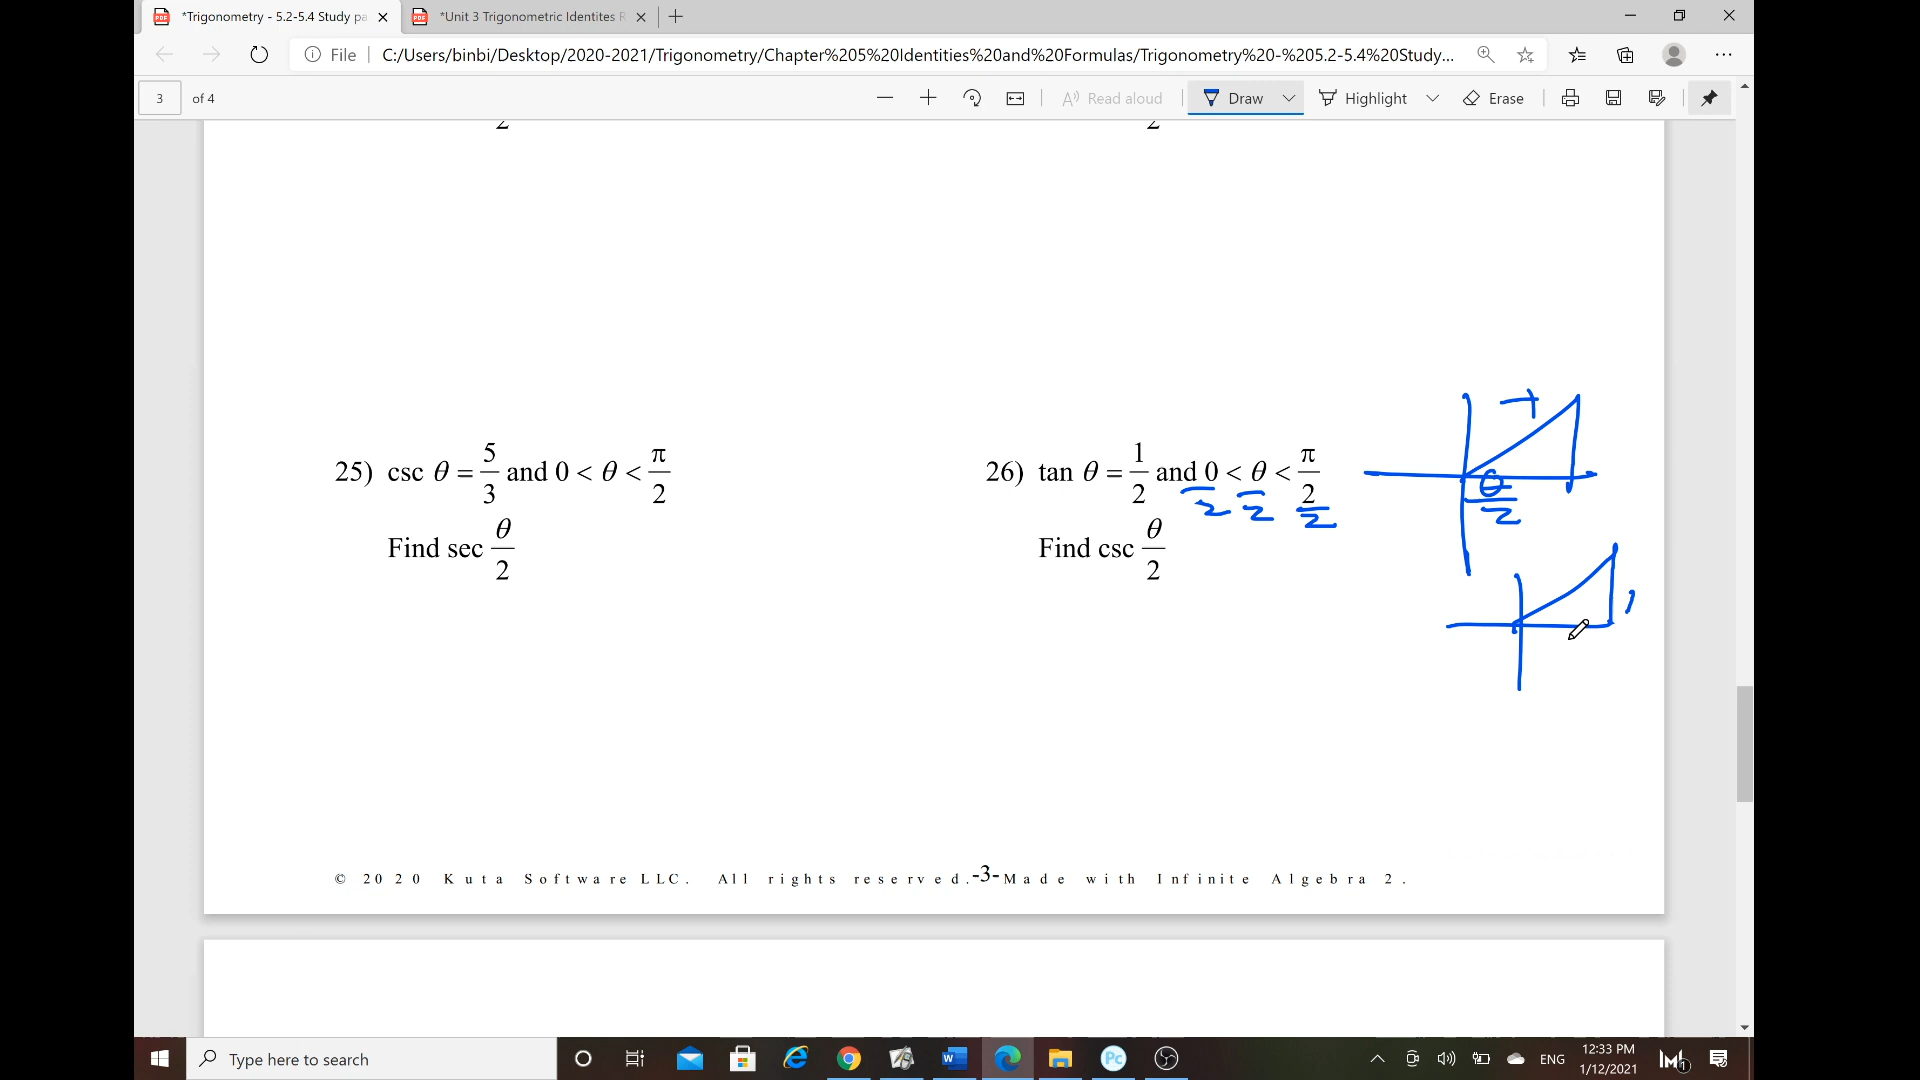 *Trigonometry - 5.2-5.4 Study pa
*Unit 3 Trigonometric Identites R
File | C:/Users/binbi/Desktop/2020-2021/Trigonometry/Chapter%205%20Identities%20and%20Formulas/Trigonometry%20-%205.2-5.4%20Study...
3 of 4 Read aloud Draw Highlight Erase
25) csc θ = 5/3 and 0 < θ < π/2
Find sec θ/2
26) tan θ = 1/2 and 0 < θ < π/2
2 2 2
Find csc θ/2
+
θ/2
1
© 2020 Kuta Software LLC. All rights reserved. -3- Made with Infinite Algebra 2.
Type here to search
ENG
12:33 PM
1/12/2021